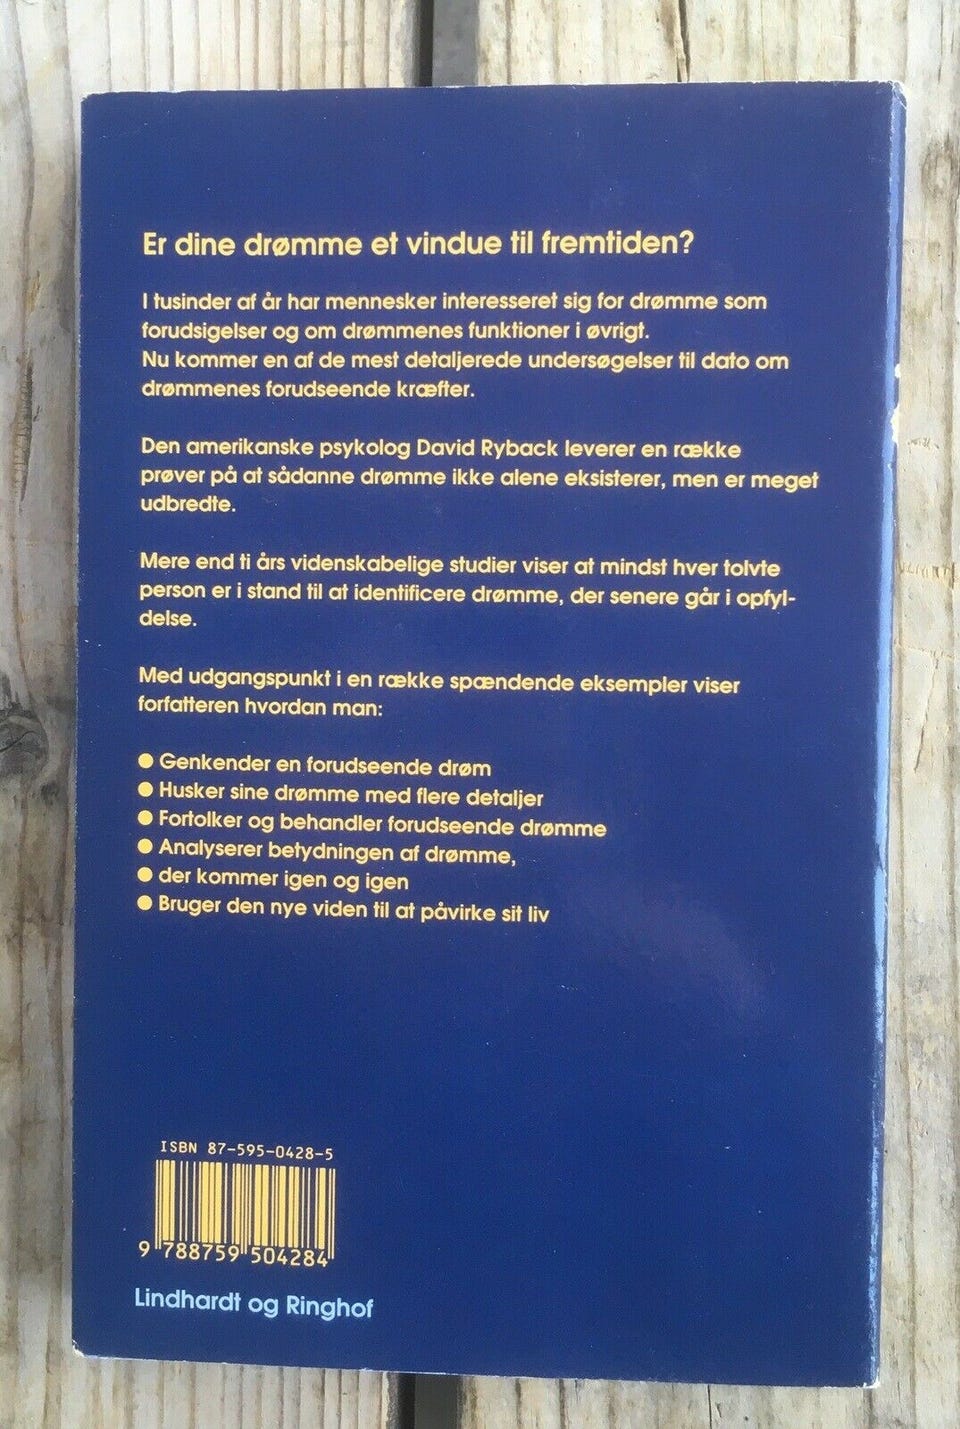 Er dine drømme et vindue til fremtiden?
I tusinder af år har mennesker interesseret sig for drømme som
forudsigelser og om drømmenes funktioner i øvrigt.
Nu kommer en af de mest detaljerede undersøgelser til dato om
drømmenes forudseende kræfter.
Den amerikanske psykolog David Ryback leverer en række
prøver på at sådanne drømme ikke alene eksisterer, men er meget
udbredte.
Mere end ti års videnskabelige studier viser at mindst hver tolvte
person er i stand til at identificere drømme, der senere går i opfyl-
delse.
Med udgangspunkt i en række spændende eksempler viser
forfatteren hvordan man:
● Genkender en forudseende drøm
● Husker sine drømme med flere detaljer
● Fortolker og behandler forudseende drømme
● Analyserer betydningen af drømme,
● der kommer igen og igen
● Bruger den nye viden til at påvirke sit liv
ISBN 87-595-0428-5
9 788759 504284
Lindhardt og Ringhof